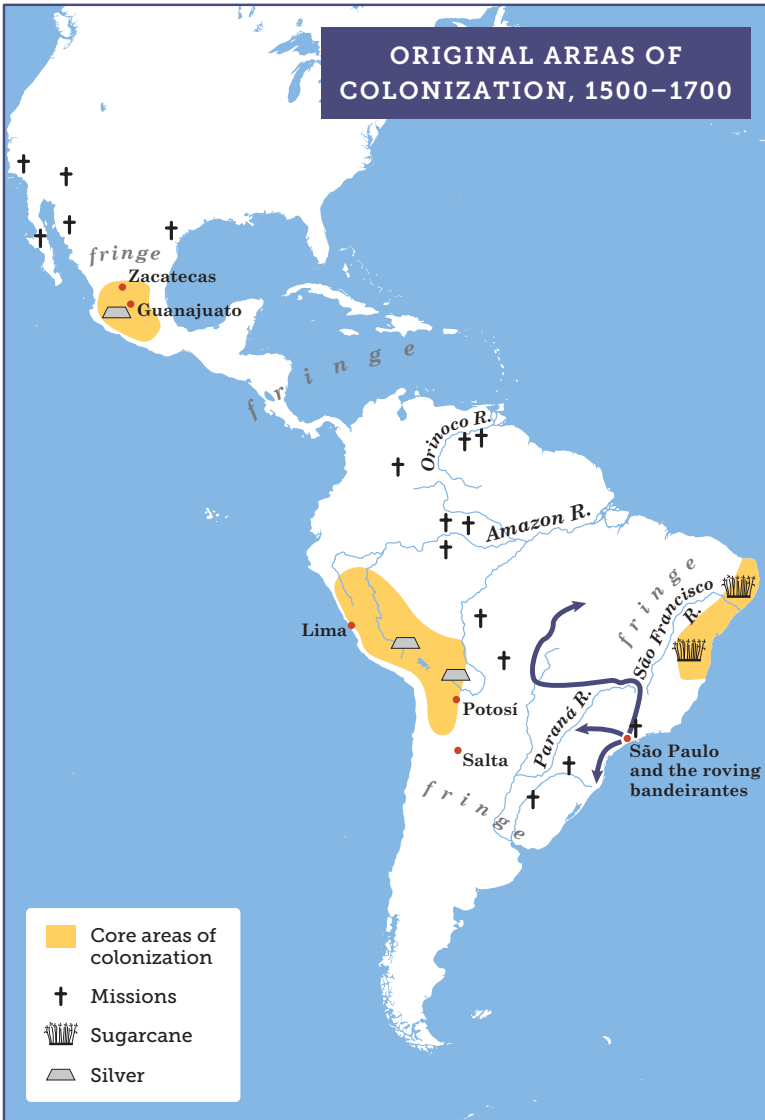 ORIGINAL AREAS OF
COLONIZATION, 1500–1700
fringe
Zacatecas
Guanajuato
fringe
Orinoco R.
Amazon R.
fringe
São Francisco
R.
Lima
Potosí
Paraná R.
Salta
São Paulo
and the roving
bandeirantes
fringe
Core areas of
colonization
Missions
Sugarcane
Silver